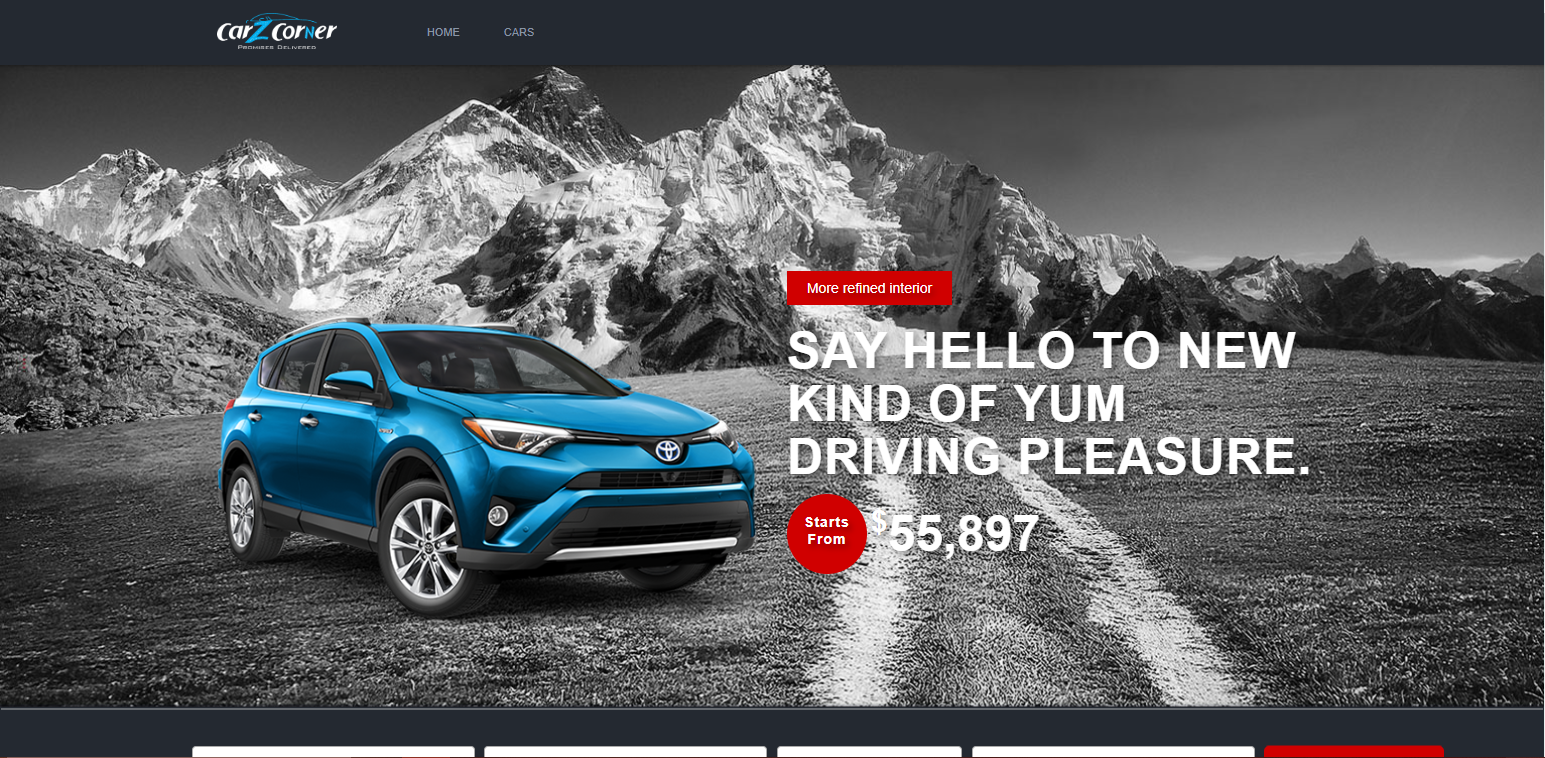 CarZCorner
Promises Delivered
HOME
CARS
More refined interior
SAY HELLO TO NEW
KIND OF YUM
DRIVING PLEASURE.
Starts
From
$55,897